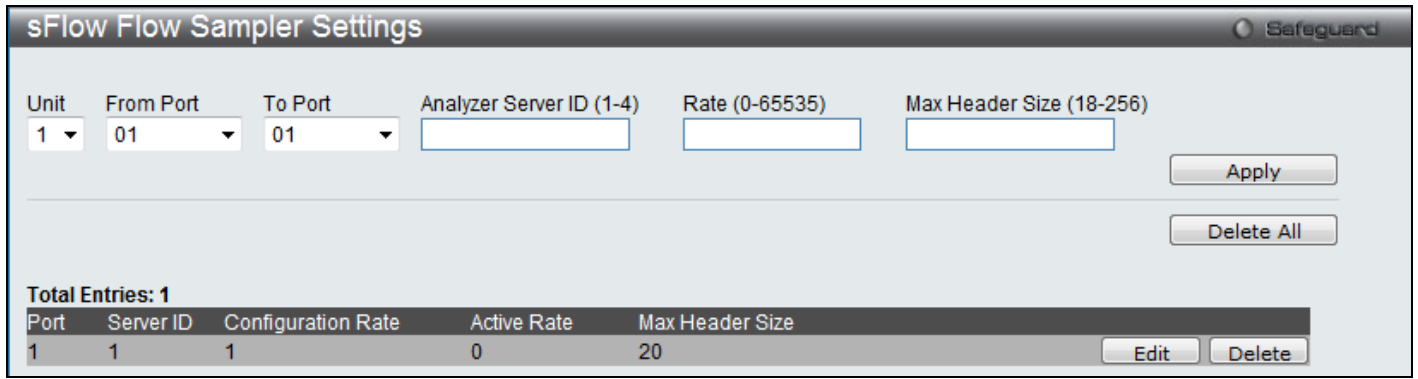 sFlow Flow Sampler Settings
Safeguard
Unit From Port To Port Analyzer Server ID (1-4) Rate (0-65535) Max Header Size (18-256)
1 01 01
Apply
Delete All
Total Entries: 1
Port Server ID Configuration Rate Active Rate Max Header Size
1 1 1 0 20 Edit Delete